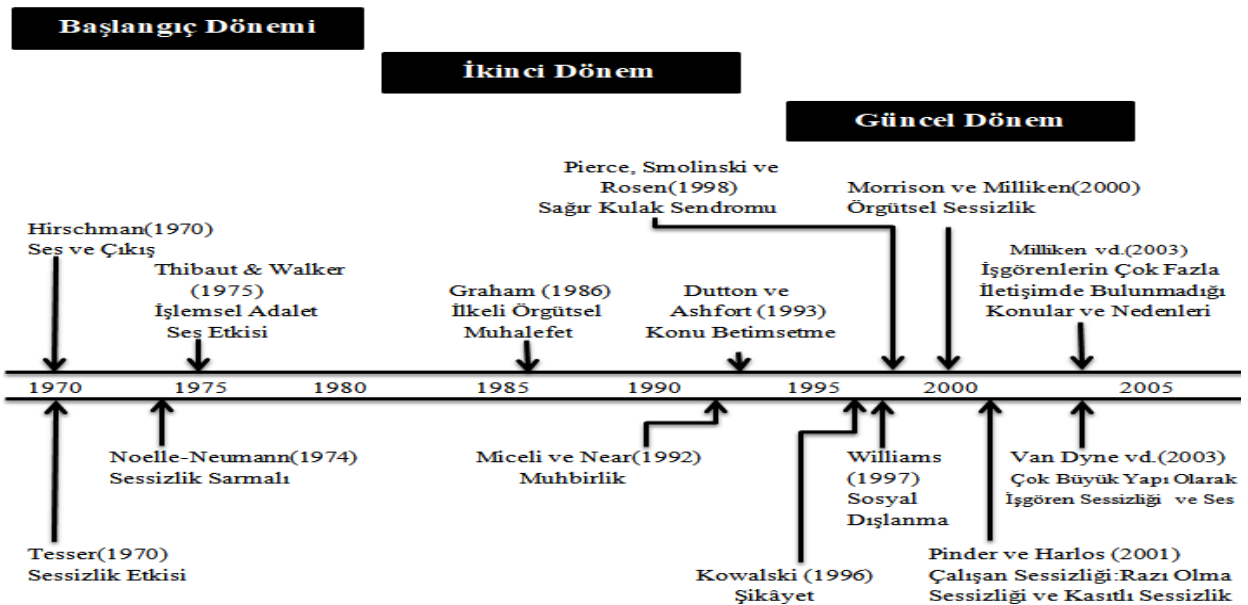 Başlangıç Dönemi
İkinci Dönem
Güncel Dönem
Pierce, Smolinski ve
Rosen(1998)
Sağır Kulak Sendromu
Morrison ve Milliken(2000)
Örgütsel Sessizlik
Hirschman(1970)
Ses ve Çıkış
Thibaut & Walker
(1975)
İşlemsel Adalet
Ses Etkisi
Graham (1986)
İlkeli Örgütsel
Muhalefet
Dutton ve
Ashfort (1993)
Konu Betimsetme
Milliken vd.(2003)
İşgörenlerin Çok Fazla
İletişimde Bulunmadığı
Konular ve Nedenleri
1970 1975 1980 1985 1990 1995 2000 2005
Noelle-Neumann(1974)
Sessizlik Sarmalı
Miceli ve Near(1992)
Muhbirlik
Williams
(1997)
Sosyal
Dışlanma
Van Dyne vd.(2003)
Çok Büyük Yapı Olarak
İşgören Sessizliği ve Ses
Tesser(1970)
Sessizlik Etkisi
Kowalski (1996)
Şikâyet
Pinder ve Harlos (2001)
Çalışan Sessizliği:Razı Olma
Sessizliği ve Kasıtlı Sessizlik